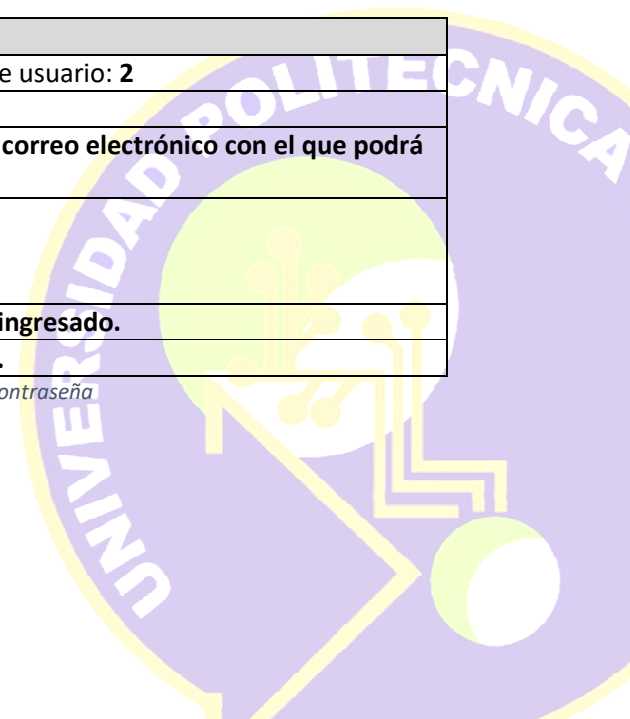 e usuario: 2
correo electrónico con el que podrá
ingresado.
.
ontraseña
UNIVERSIDAD POLITECNICA